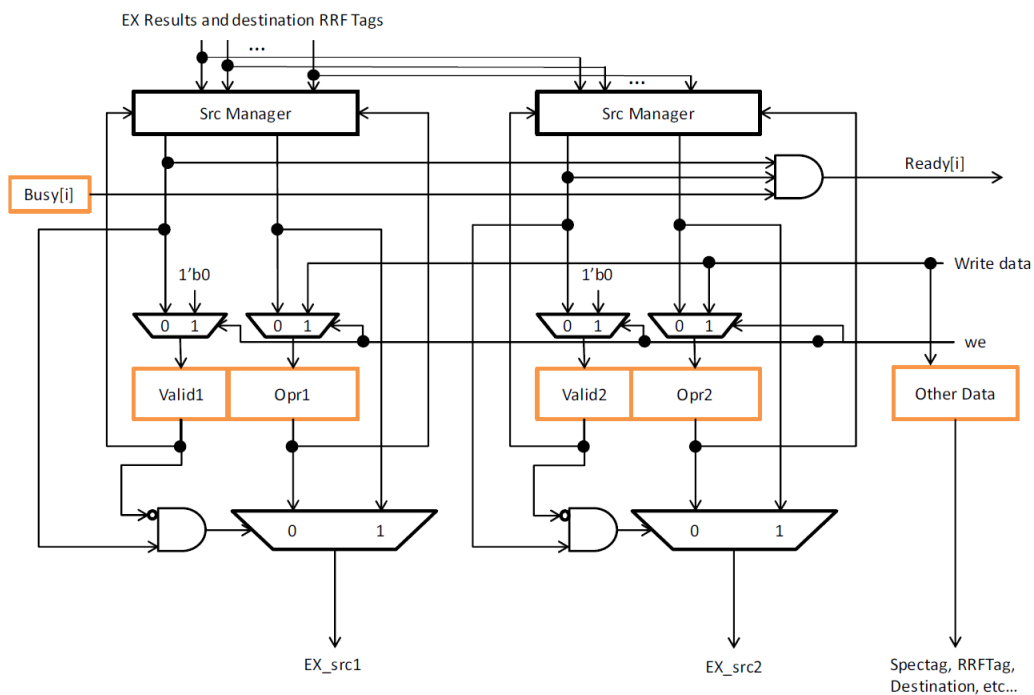 EX Results and destination RRF Tags
...
...
Src Manager
Src Manager
Ready[i]
Busy[i]
1'b0
1'b0
Write data
0 1
0 1
0 1
0 1
we
Valid1
Opr1
Valid2
Opr2
Other Data
0 1
0 1
EX_src1
EX_src2
Spectag, RRFTag,
Destination, etc...